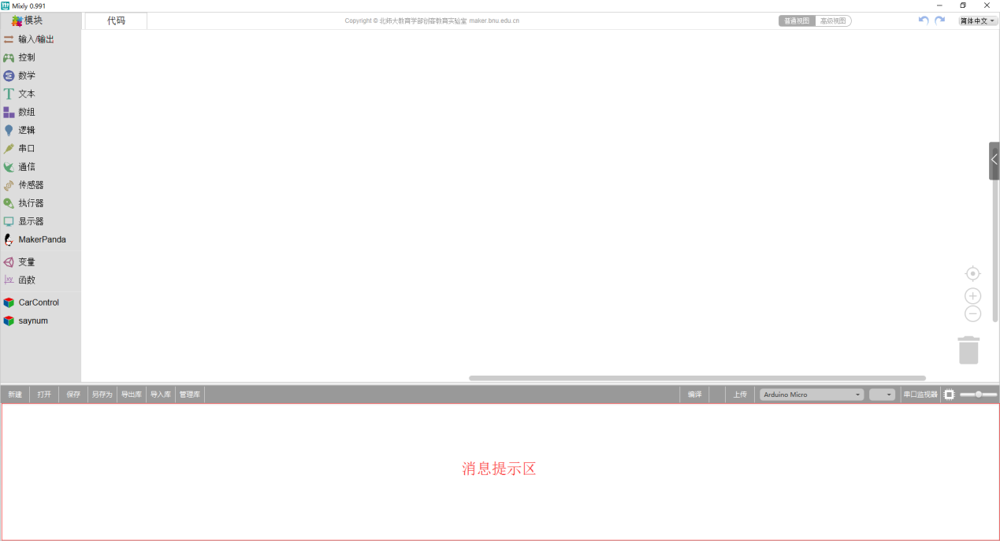 Mixly 0.991
模块
代码
Copyright © 北师大教育学部创客教育实验室 maker.bnu.edu.cn
普通视图 高级视图
简体中文
输入/输出
控制
数学
文本
数组
逻辑
串口
通信
传感器
执行器
显示器
MakerPanda
变量
xy 函数
CarControl
saynum
新建 打开 保存 另存为 导出库 导入库 管理库 编译 上传 Arduino Micro 串口监视器
消息提示区